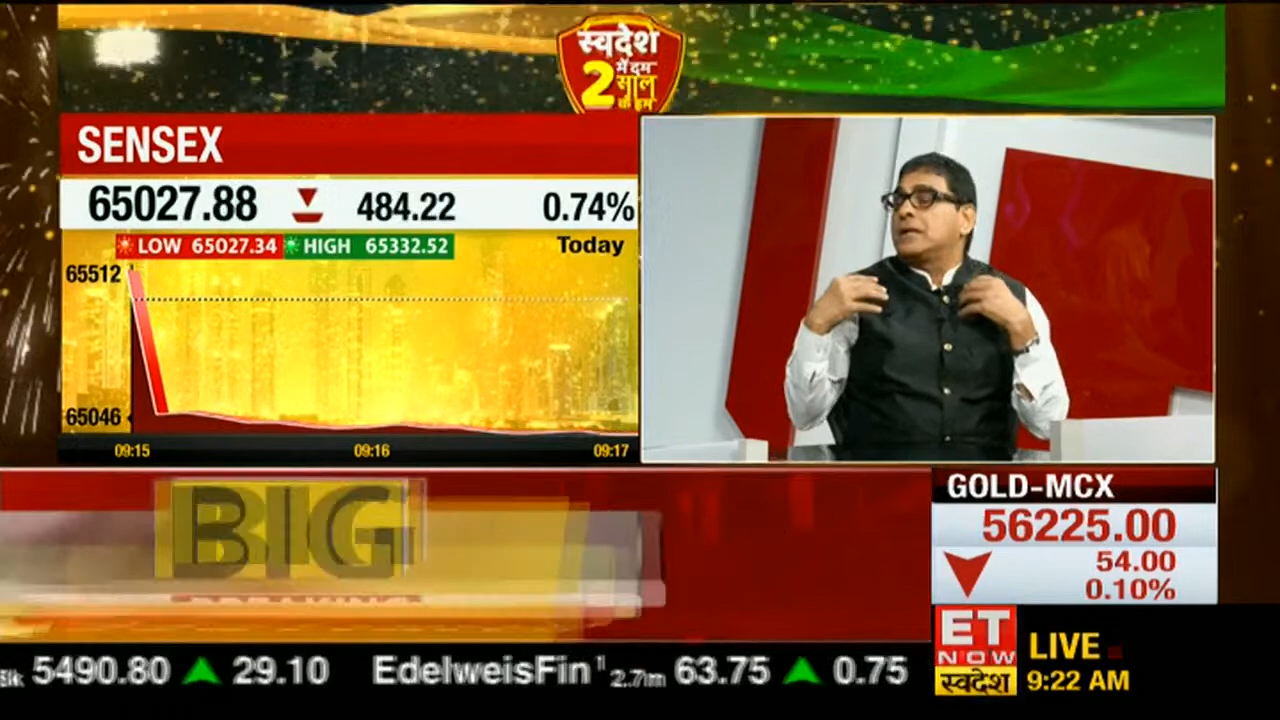 स्वदेश
में दम
2 साल
के हम
SENSEX
65027.88 484.22 0.74%
LOW 65027.34 HIGH 65332.52 Today
65512
65046
09:15 09:16 09:17
BIG
GOLD-MCX
56225.00
54.00
0.10%
ET
NOW
स्वदेश
LIVE
9:22 AM
5490.80 29.10 EdelweisFin 2.7m 63.75 0.75